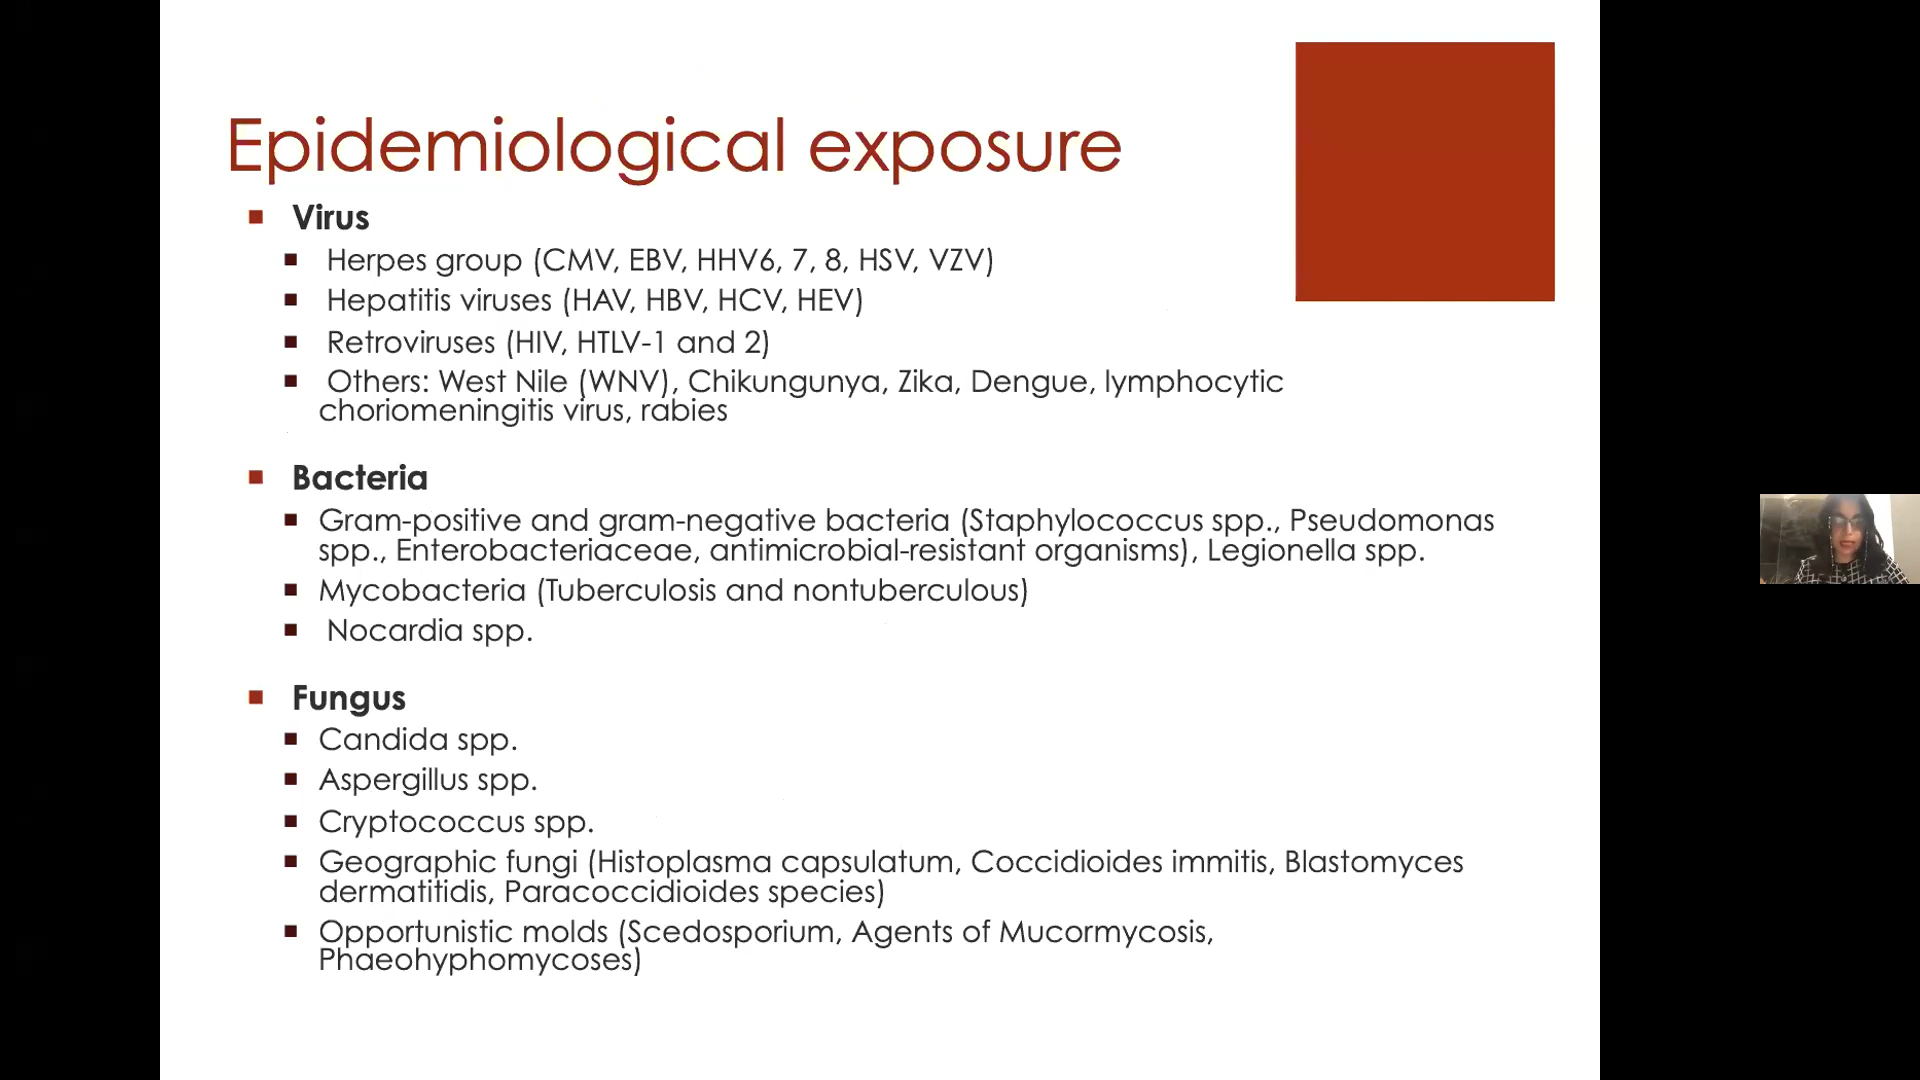 Epidemiological exposure
Virus
Herpes group (CMV, EBV, HHV6, 7, 8, HSV, VZV)
Hepatitis viruses (HAV, HBV, HCV, HEV)
Retroviruses (HIV, HTLV-1 and 2)
Others: West Nile (WNV), Chikungunya, Zika, Dengue, lymphocytic
choriomeningitis virus, rabies
Bacteria
Gram-positive and gram-negative bacteria (Staphylococcus spp., Pseudomonas
spp., Enterobacteriaceae, antimicrobial-resistant organisms), Legionella spp.
Mycobacteria (Tuberculosis and nontuberculous)
Nocardia spp.
Fungus
Candida spp.
Aspergillus spp.
Cryptococcus spp.
Geographic fungi (Histoplasma capsulatum, Coccidioides immitis, Blastomyces
dermatitidis, Paracoccidioides species)
Opportunistic molds (Scedosporium, Agents of Mucormycosis,
Phaeohyphomycoses)